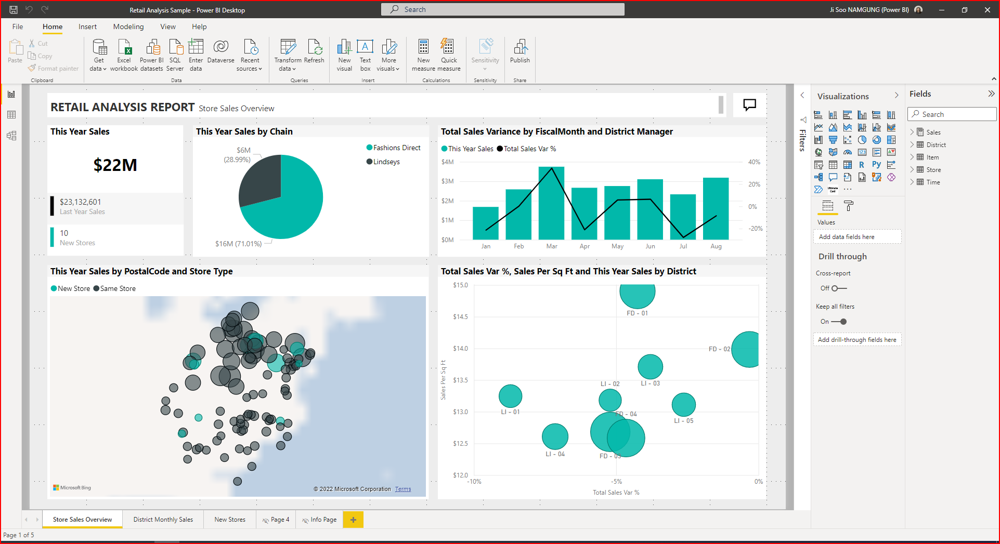 Retail Analysis Sample - Power BI Desktop
Search
Ji Soo NAMGUNG (Power BI)
File Home Insert Modeling View Help
Paste
Cut
Copy
Format painter
Clipboard
Get data
Excel workbook
Power BI datasets
SQL Server
Enter data
Dataverse
Recent sources
Data
Transform data
Refresh
Queries
New visual
Text box
More visuals
Insert
New measure
Quick measure
Calculations
Sensitivity
Sensitivity
Publish
Share
RETAIL ANALYSIS REPORT Store Sales Overview
This Year Sales
$22M
$23,132,601
Last Year Sales
10
New Stores
This Year Sales by Chain
Fashions Direct
Lindseys
$6M
(28.99%)
$16M (71.01%)
Total Sales Variance by FiscalMonth and District Manager
This Year Sales Total Sales Var %
$4M
$3M
$2M
$1M
$0M
40%
20%
0%
-20%
Jan Feb Mar Apr May Jun Jul Aug
This Year Sales by PostalCode and Store Type
New Store Same Store
Microsoft Bing
© 2022 Microsoft Corporation Terms
Total Sales Var %, Sales Per Sq Ft and This Year Sales by District
Sales Per Sq Ft
$15.0
$14.5
$14.0
$13.5
$13.0
$12.5
$12.0
FD - 01
FD - 02
LI - 02
LI - 03
LI - 01
FD - 04
LI - 05
LI - 04
FD - 03
-10% -5% 0%
Total Sales Var %
Filters
Visualizations
R
Py
123
Ultimate
Card
Values
Add data fields here
Drill through
Cross-report
Off
Keep all filters
On
Add drill-through fields here
Fields
Search
Sales
District
Item
Store
Time
Store Sales Overview
District Monthly Sales
New Stores
Page 4
Info Page
Page 1 of 5